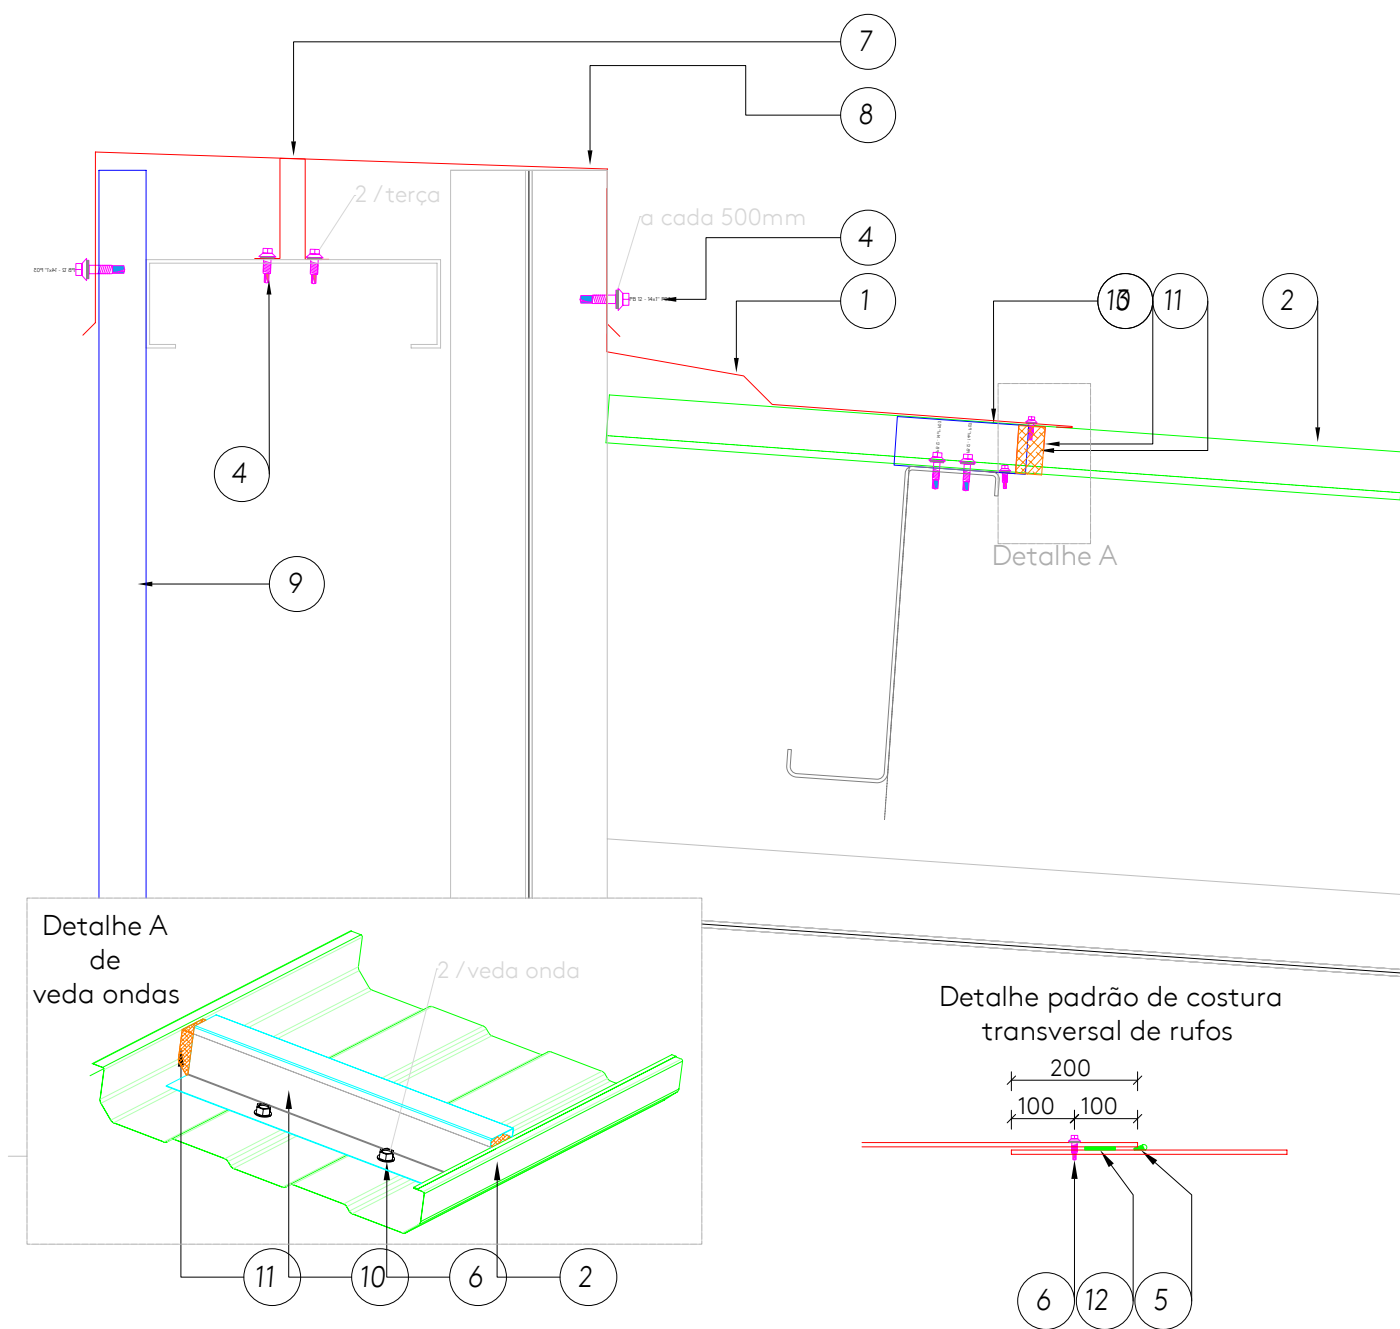 7
8
2 / terça
a cada 500mm
4
1
11
2
4
Detalhe A
9
Detalhe A
de
veda ondas
2 / veda onda
Detalhe padrão de costura
transversal de rufos
200
100 100
11 10 6 2
6 12 5